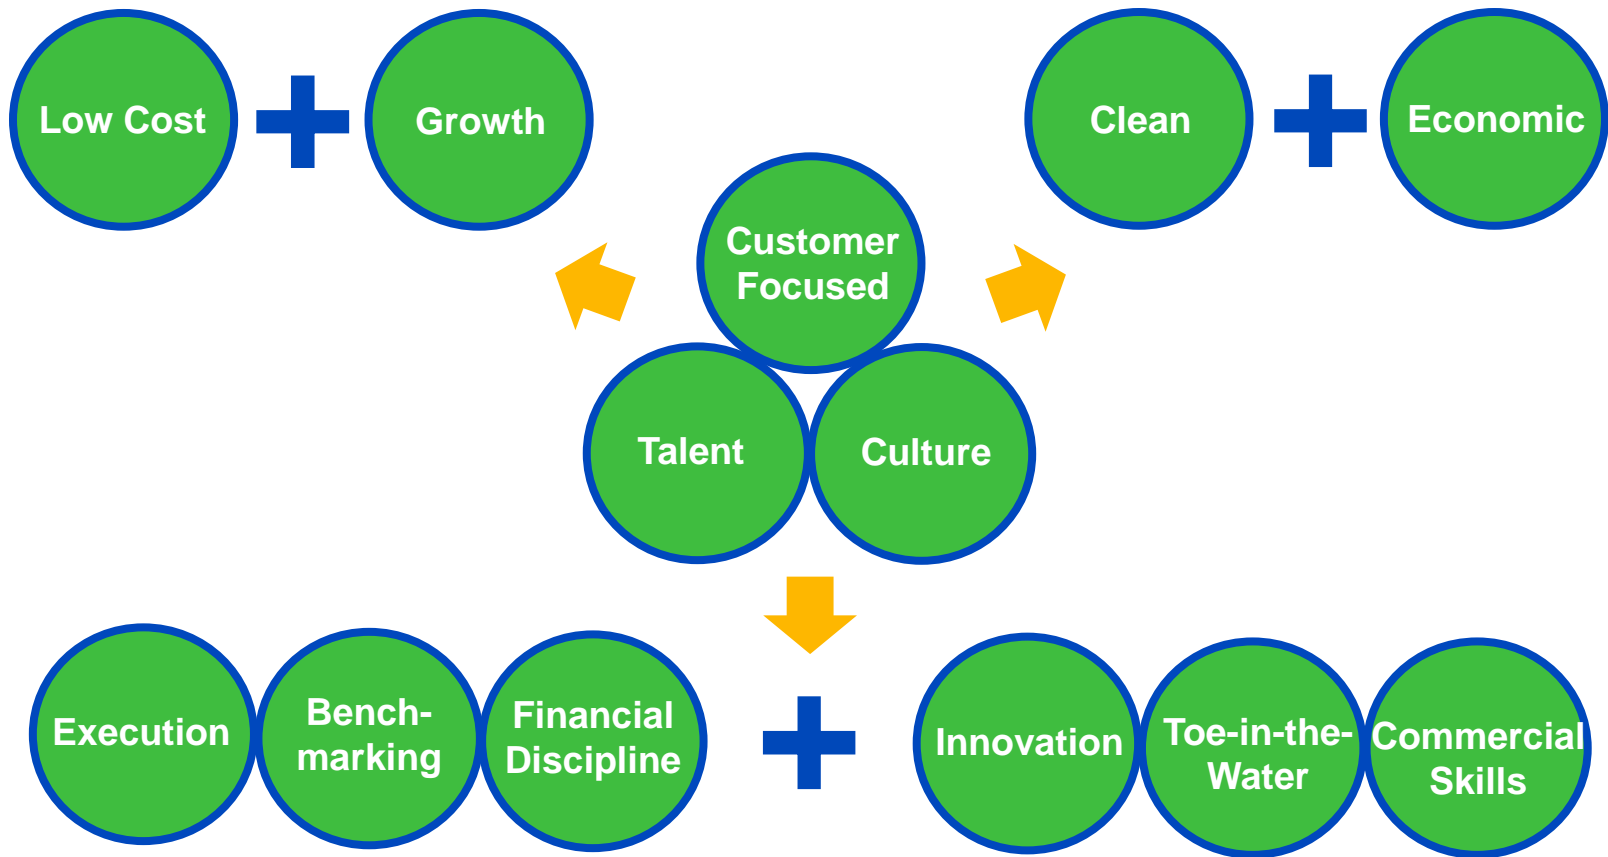 Low Cost
Growth
Clean
Economic
Customer
Focused
Talent
Culture
Execution
Bench-
marking
Financial
Discipline
Innovation
Toe-in-the-
Water
Commercial
Skills